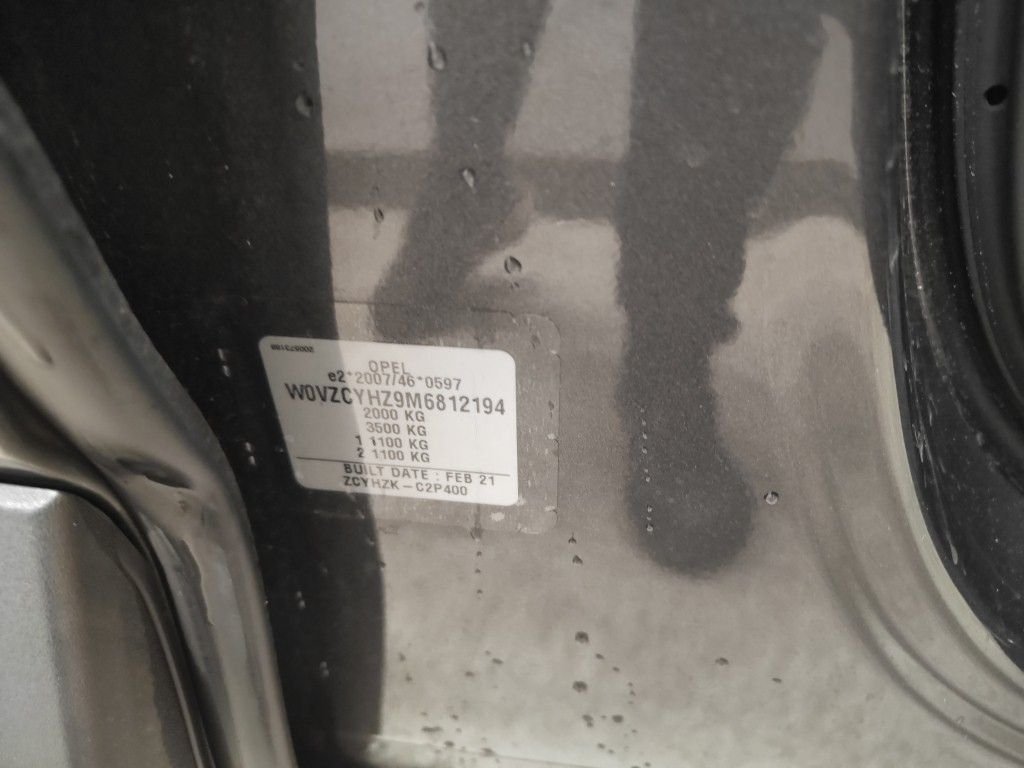 200573189
OPEL
e2*2007/46*0597
W0VZCYHZ9M6812194
2000 KG
3500 KG
1 1100 KG
2 1100 KG
BUILT DATE : FEB 21
ZCYHZK-C2P400